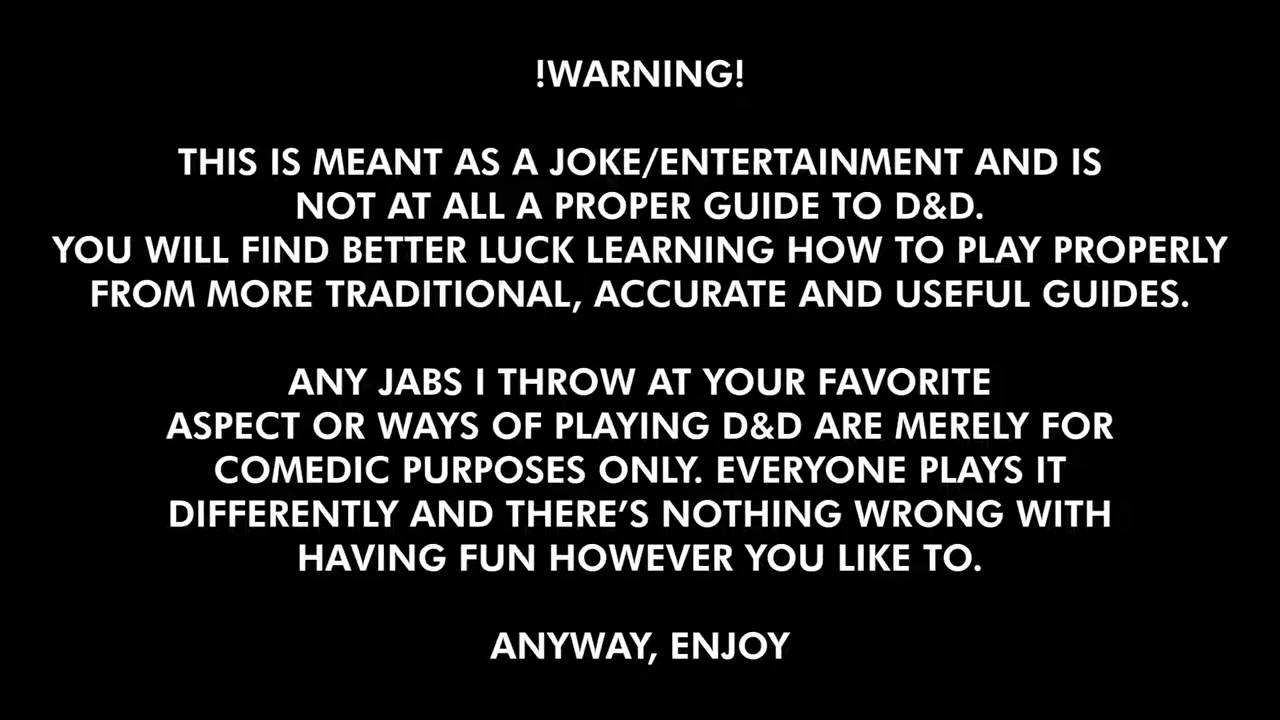 !WARNING!
THIS IS MEANT AS A JOKE/ENTERTAINMENT AND IS
NOT AT ALL A PROPER GUIDE TO D&D.
YOU WILL FIND BETTER LUCK LEARNING HOW TO PLAY PROPERLY
FROM MORE TRADITIONAL, ACCURATE AND USEFUL GUIDES.
ANY JABS I THROW AT YOUR FAVORITE
ASPECT OR WAYS OF PLAYING D&D ARE MERELY FOR
COMEDIC PURPOSES ONLY. EVERYONE PLAYS IT
DIFFERENTLY AND THERE’S NOTHING WRONG WITH
HAVING FUN HOWEVER YOU LIKE TO.
ANYWAY, ENJOY